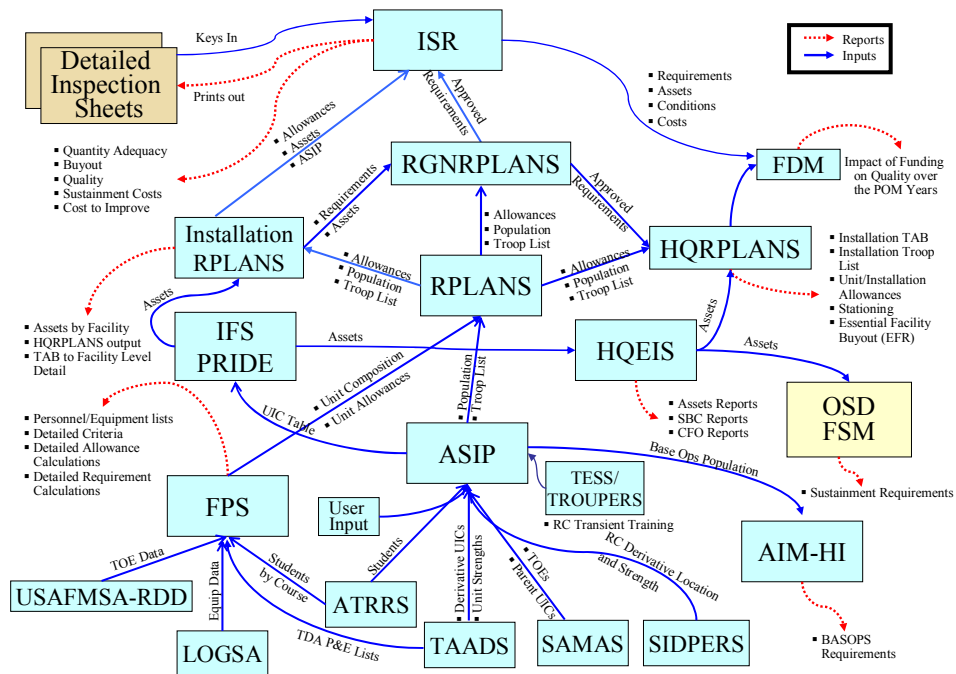 Keys In
ISR
Reports
Inputs
Detailed
Inspection
Sheets
Prints out
▪ Allowances
▪ Assets
▪ ASIP
Approved
▪ Requirements
▪ Requirements
▪ Assets
▪ Conditions
▪ Costs
▪ Quantity Adequacy
▪ Buyout
▪ Quality
▪ Sustainment Costs
▪ Cost to Improve
RGNRPLANS
FDM
Impact of Funding
on Quality over
the POM Years
▪ Requirements
▪ Assets
Approved
▪ Requirements
▪ Allowances
▪ Population
▪ Troop List
Installation
RPLANS
▪ Allowances
▪ Population
▪ Troop List
RPLANS
▪ Allowances
▪ Population
▪ Troop List
HQRPLANS
▪ Installation TAB
▪ Installation Troop
List
▪ Unit/Installation
Allowances
▪ Stationing
▪ Essential Facility
Buyout (EFR)
Assets
▪ Assets by Facility
▪ HQRPLANS output
▪ TAB to Facility Level
Detail
IFS
PRIDE
Assets
HQEIS
Assets
Assets
▪ Unit Composition
▪ Unit Allowances
▪ Population
▪ Troop List
▪ Assets Reports
▪ SBC Reports
▪ CFO Reports
OSD
FSM
▪ Personnel/Equipment lists
▪ Detailed Criteria
▪ Detailed Allowance
Calculations
▪ Detailed Requirement
Calculations
UIC Table
ASIP
Base Ops Population
TESS/
TROUPERS
▪ RC Transient Training
▪ Sustainment Requirements
FPS
User
Input
AIM-HI
TOE Data
Equip Data
Students
by Course
Students
▪ Derivative UICs
▪ Unit Strengths
▪ TOEs
▪ Parent UICs
RC Derivative Location
and Strength
USAFMSA-RDD
ATRRS
TDA P&E Lists
LOGSA
TAADS
SAMAS
SIDPERS
▪ BASOPS
Requirements